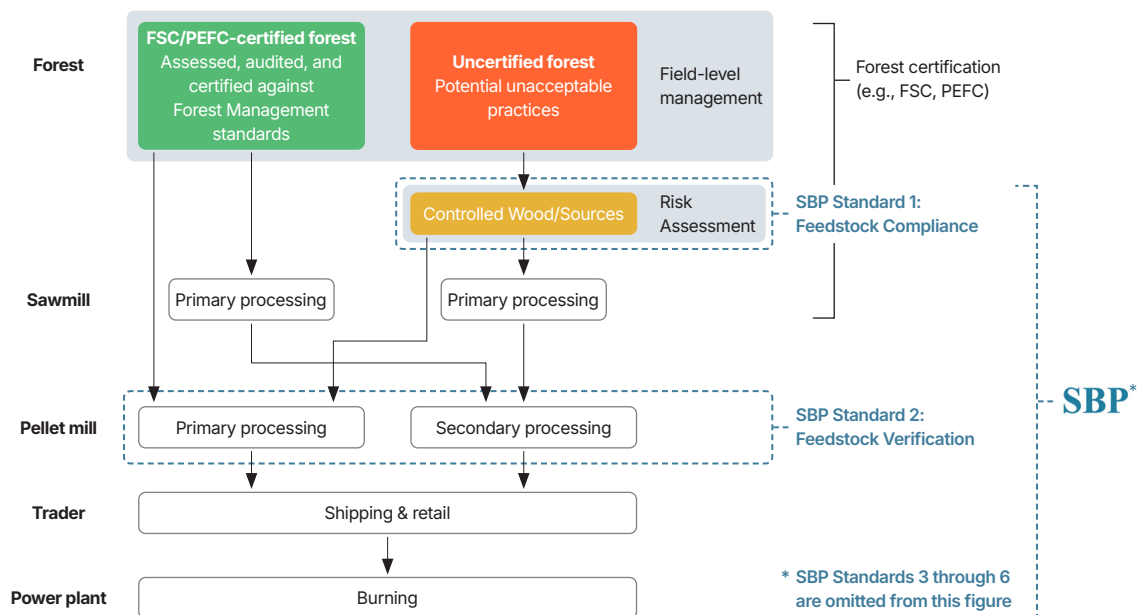 Forest
FSC/PEFC-certified forest
Assessed, audited, and
certified against
Forest Management
standards
Uncertified forest
Potential unacceptable
practices
Field-level
management
Forest certification
(e.g., FSC, PEFC)
Controlled Wood/Sources
Risk
Assessment
SBP Standard 1:
Feedstock Compliance
Sawmill
Primary processing
Primary processing
SBP*
Pellet mill
Primary processing
Secondary processing
SBP Standard 2:
Feedstock Verification
Trader
Shipping & retail
Power plant
Burning
* SBP Standards 3 through 6
are omitted from this figure